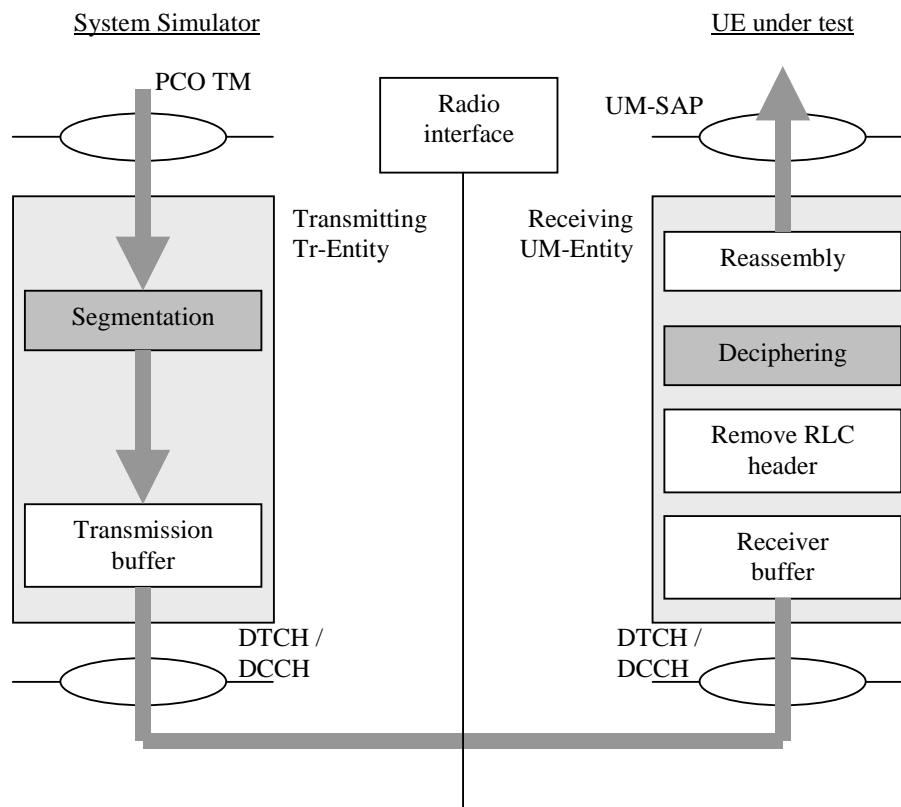 System Simulator
UE under test
PCO TM
Radio
interface
UM-SAP
Transmitting
Tr-Entity
Receiving
UM-Entity
Reassembly
Segmentation
Deciphering
Remove RLC
header
Transmission
buffer
Receiver
buffer
DTCH /
DCCH
DTCH /
DCCH